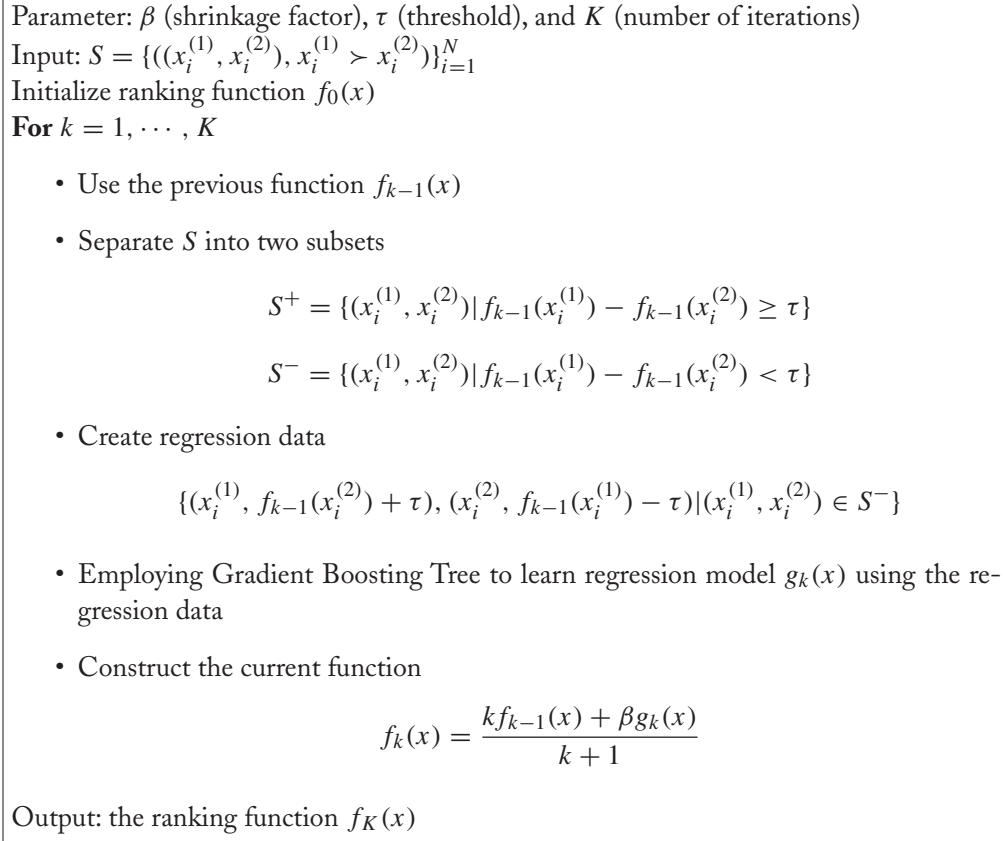 Parameter: β (shrinkage factor), τ (threshold), and K (number of iterations)
Input: S = {((x_i^{(1)}, x_i^{(2)}), x_i^{(1)} ≻ x_i^{(2)})}_{i=1}^N
Initialize ranking function f_0(x)
For k = 1, ⋯ , K
• Use the previous function f_{k−1}(x)
• Separate S into two subsets
S^+ = {(x_i^{(1)}, x_i^{(2)})|f_{k−1}(x_i^{(1)}) − f_{k−1}(x_i^{(2)}) ≥ τ}
S^− = {(x_i^{(1)}, x_i^{(2)})|f_{k−1}(x_i^{(1)}) − f_{k−1}(x_i^{(2)}) < τ}
• Create regression data
{(x_i^{(1)}, f_{k−1}(x_i^{(2)}) + τ), (x_i^{(2)}, f_{k−1}(x_i^{(1)}) − τ)|(x_i^{(1)}, x_i^{(2)}) ∈ S^−}
• Employing Gradient Boosting Tree to learn regression model g_k(x) using the re-
gression data
• Construct the current function
f_k(x) = \frac{kf_{k−1}(x) + βg_k(x)}{k + 1}
Output: the ranking function f_K(x)